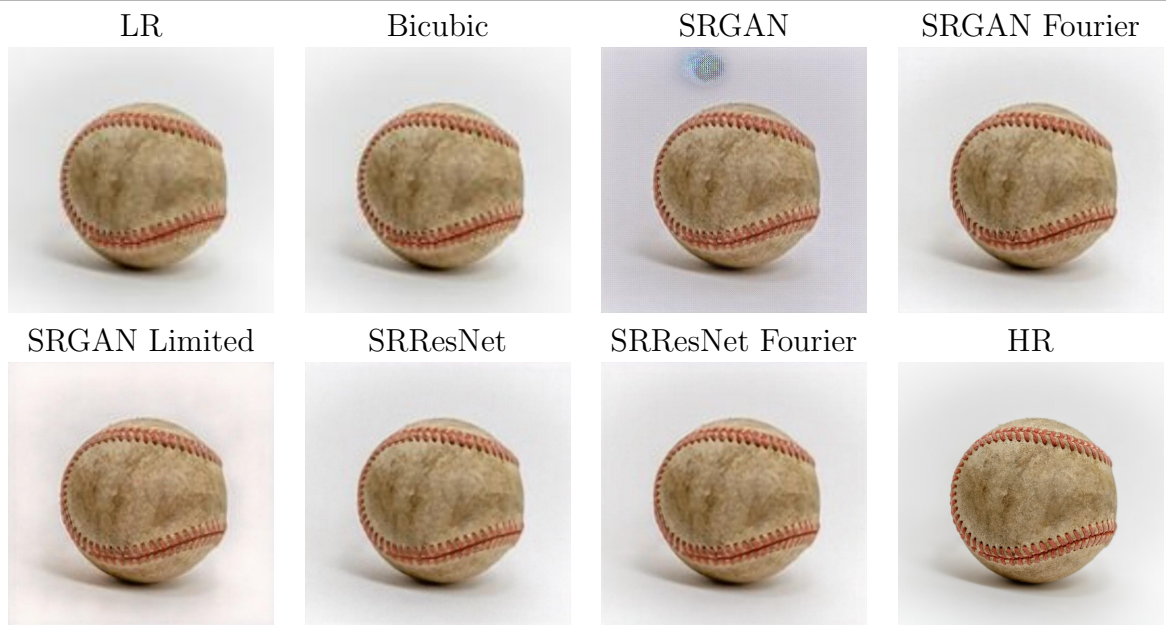 LR
Bicubic
SRGAN
SRGAN Fourier
SRGAN Limited
SRResNet
SRResNet Fourier
HR